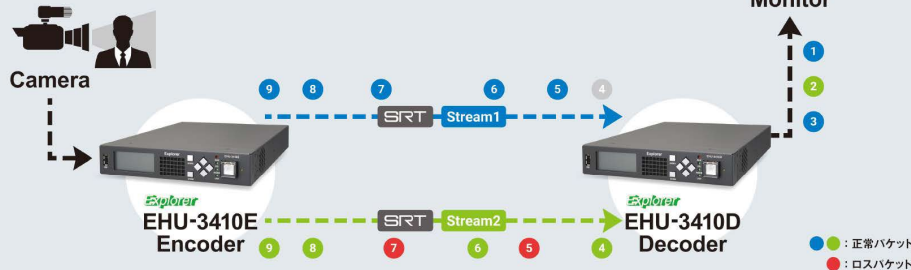 Monitor
Camera
9 8 7 6 5 4
SRT Stream1
1
2
3
Explorer
EHU-3410E
Encoder
Explorer
EHU-3410D
Decoder
SRT Stream2
9 8 7 6 5 4
：正常パケット
：ロスパケット